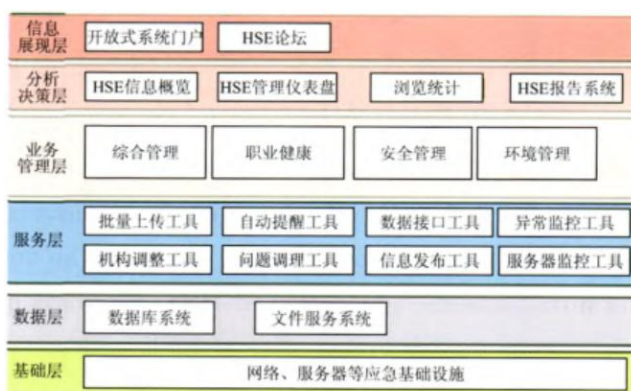 信息
展现层
开放式系统门户
HSE论坛
分析
决策层
HSE信息概览
HSE管理仪表盘
浏览统计
HSE报告系统
业务
管理层
综合管理
职业健康
安全管理
环境管理
服务层
批量上传工具
自动提醒工具
数据接口工具
异常监控工具
机构调整工具
问题调理工具
信息发布工具
服务器监控工具
数据层
数据库系统
文件服务系统
基础层
网络、服务器等应急基础设施